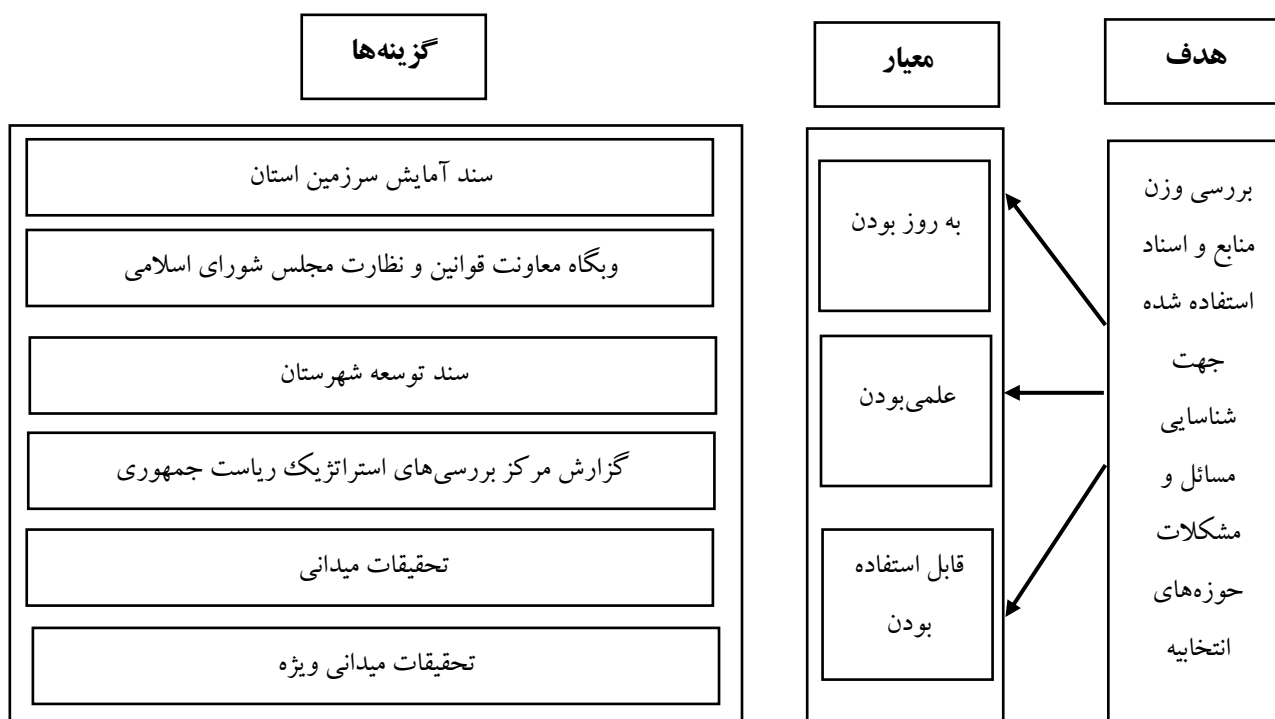 هدف
معیار
گزینه‌ها
بررسی وزن
منابع و اسناد
استفاده شده
جهت
شناسایی
مسائل و
مشکلات
حوزه‌های
انتخابیه
به روز بودن
علمی‌بودن
قابل استفاده
بودن
سند آمایش سرزمین استان
وبگاه معاونت قوانین و نظارت مجلس شورای اسلامی
سند توسعه شهرستان
گزارش مرکز بررسی‌های استراتژیک ریاست جمهوری
تحقیقات میدانی
تحقیقات میدانی ویژه